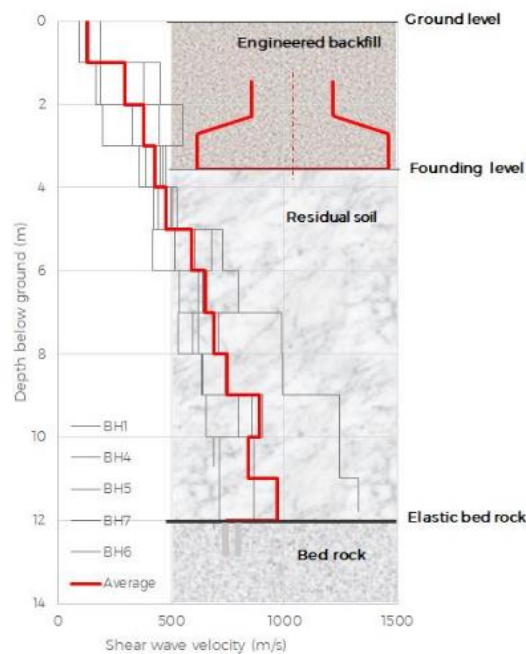 Ground level
Engineered backfill
Founding level
Residual soil
Elastic bed rock
Bed rock
Depth below ground (m)
0
2
4
6
8
10
12
14
BH1
BH4
BH5
BH7
BH6
Average
0 500 1000 1500
Shear wave velocity (m/s)